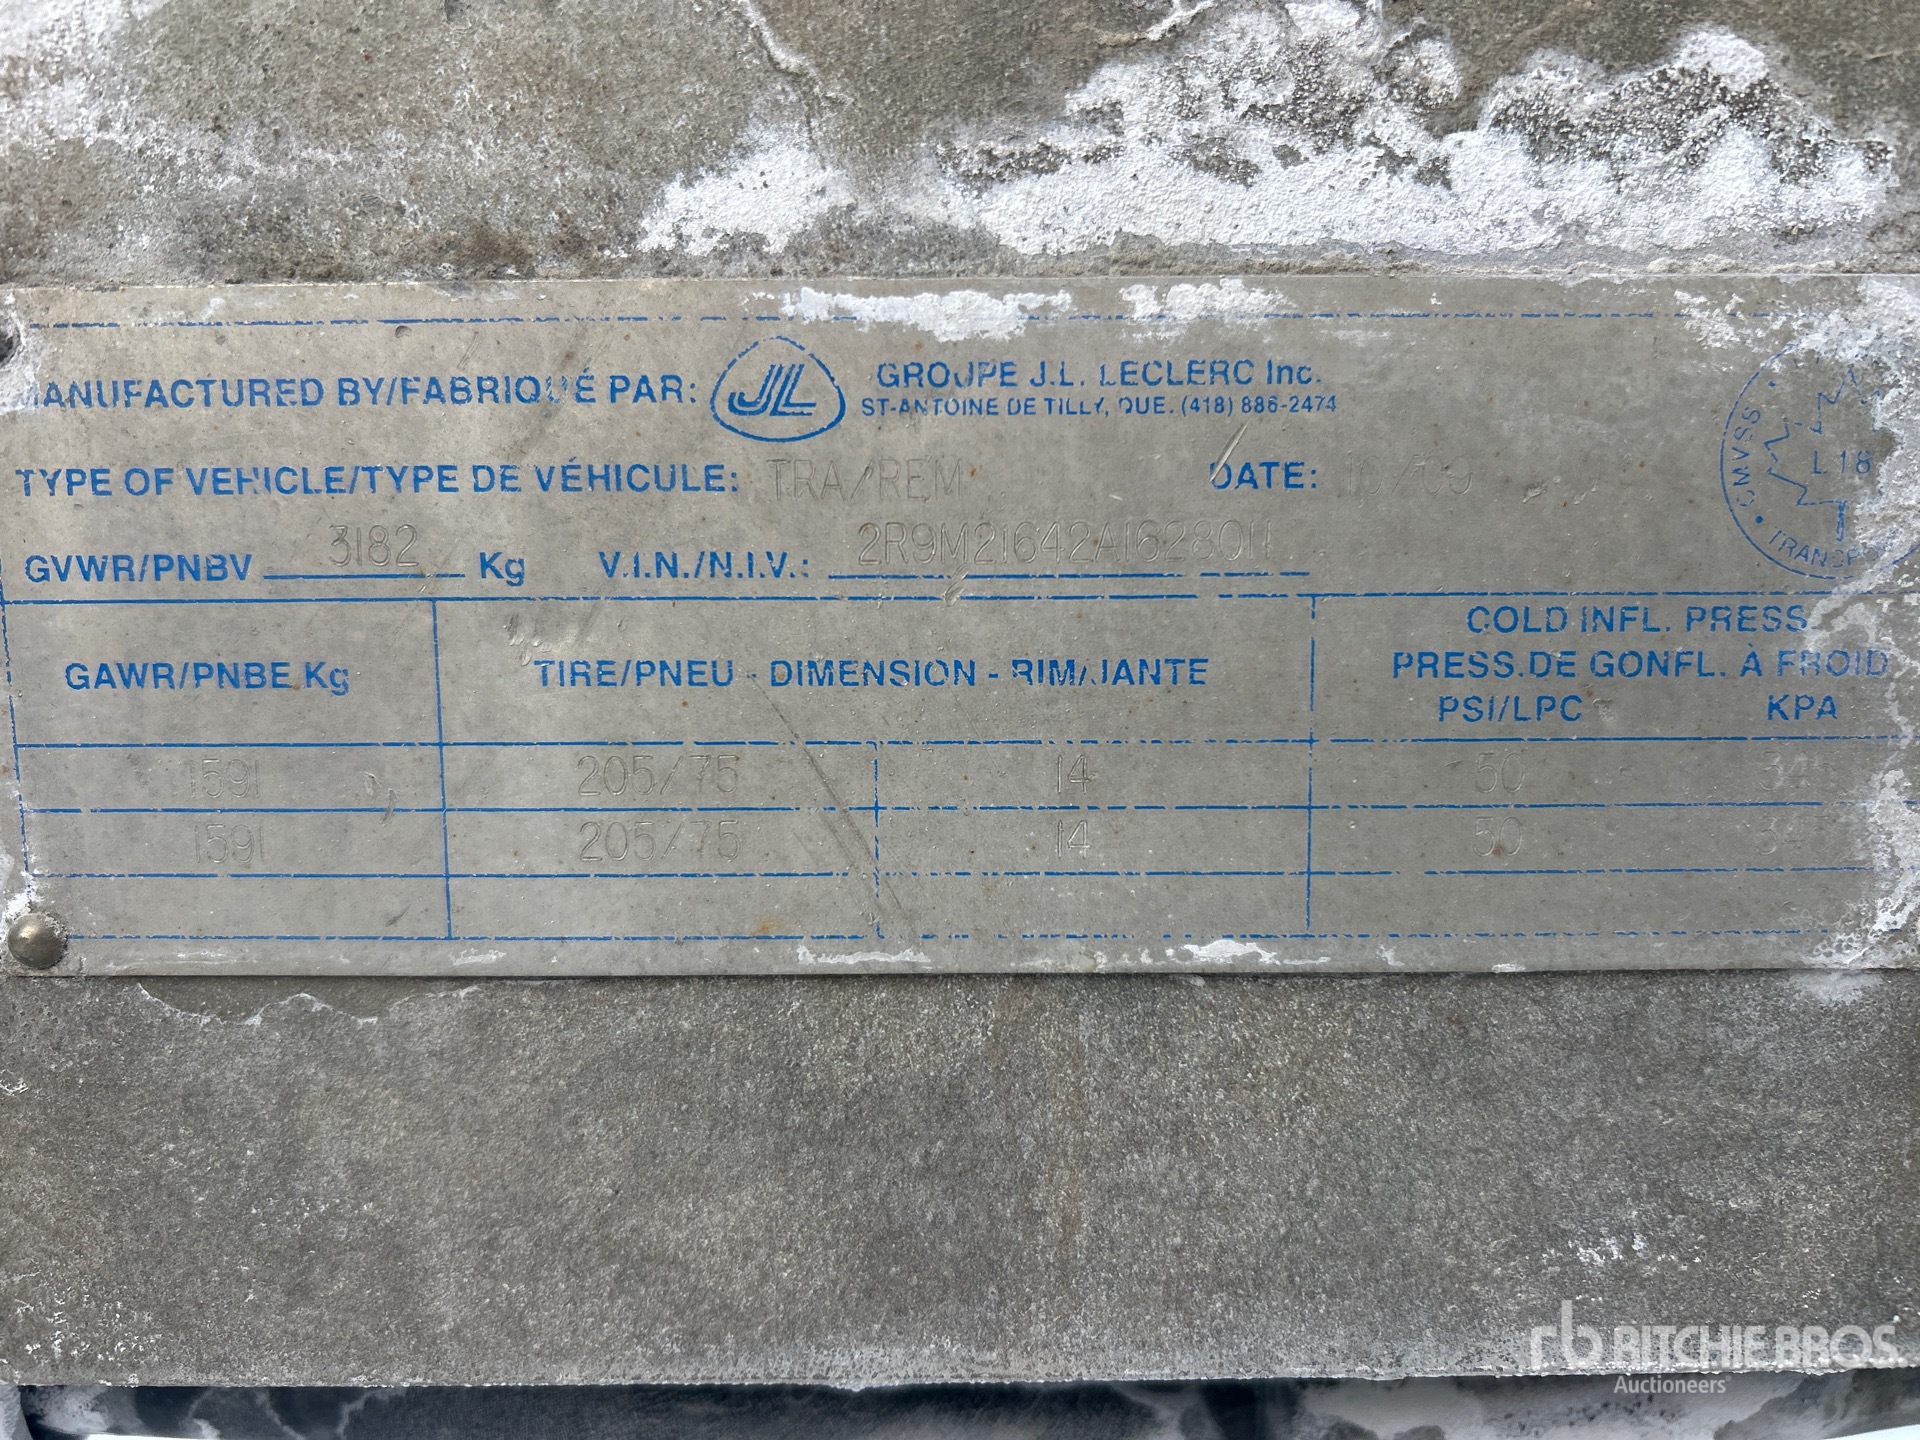 MANUFACTURED BY/FABRIQUÉ PAR: JL GROUPE J.L. LECLERC Inc.
ST-ANTOINE DE TILLY, QUE. (418) 886-2474
TYPE OF VEHICLE/TYPE DE VÉHICULE: TRA/REM DATE: 10/09
GVWR/PNBV 3182 Kg V.I.N./N.I.V.: 2R9M21642A1628011
CMVSS
L18
GAWR/PNBE Kg TIRE/PNEU - DIMENSION - RIM/JANTE COLD INFL. PRESS.
PRESS.DE GONFL. À FROID
PSI/LPC KPA
1591 205/75 14 50
1591 205/75 14 50
rb RITCHIE BROS.
Auctioneers